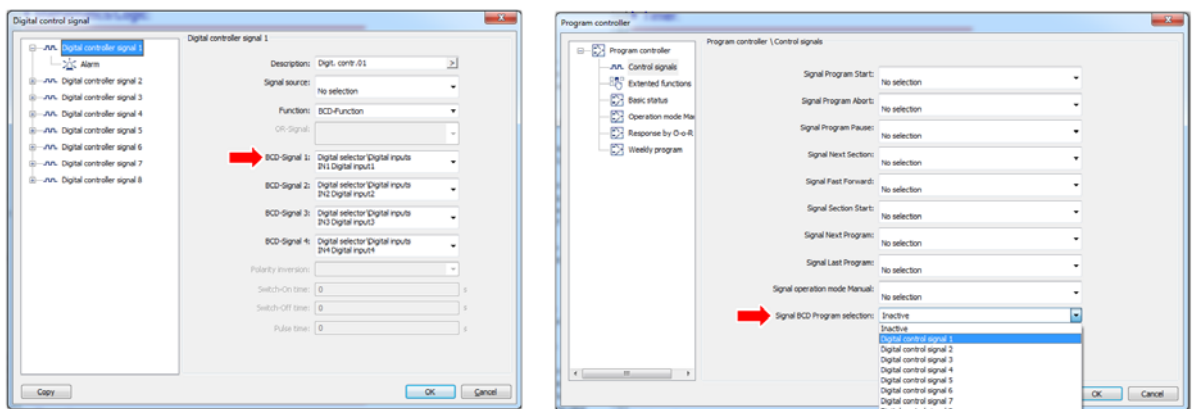 Digital control signal
Digital controller signal 1
Alarm
Digital controller signal 2
Digital controller signal 3
Digital controller signal 4
Digital controller signal 5
Digital controller signal 6
Digital controller signal 7
Digital controller signal 8
Digital controller signal 1
Description: Digit. contr.01 >
Signal source: No selection
Function: BCD-Function
OR-Signal:
BCD-Signal 1: Digital selector\Digital inputs
IN1 Digital input1
BCD-Signal 2: Digital selector\Digital inputs
IN2 Digital input2
BCD-Signal 3: Digital selector\Digital inputs
IN3 Digital input3
BCD-Signal 4: Digital selector\Digital inputs
IN4 Digital input4
Polarity inversion:
Switch-On time: 0 s
Switch-Off time: 0 s
Pulse time: 0 s
Copy OK Cancel
Program controller
Program controller
Control signals
Extented functions
Basic status
Operation mode Ma
Response by O-o-R
Weekly program
Program controller \ Control signals
Signal Program Start: No selection
Signal Program Abort: No selection
Signal Program Pause: No selection
Signal Next Section: No selection
Signal Fast Forward: No selection
Signal Section Start: No selection
Signal Next Program: No selection
Signal Last Program: No selection
Signal operation mode Manual: No selection
Signal BCD Program selection: Inactive
Inactive
Digital control signal 1
Digital control signal 2
Digital control signal 3
Digital control signal 4
Digital control signal 5
Digital control signal 6
Digital control signal 7
OK Cancel